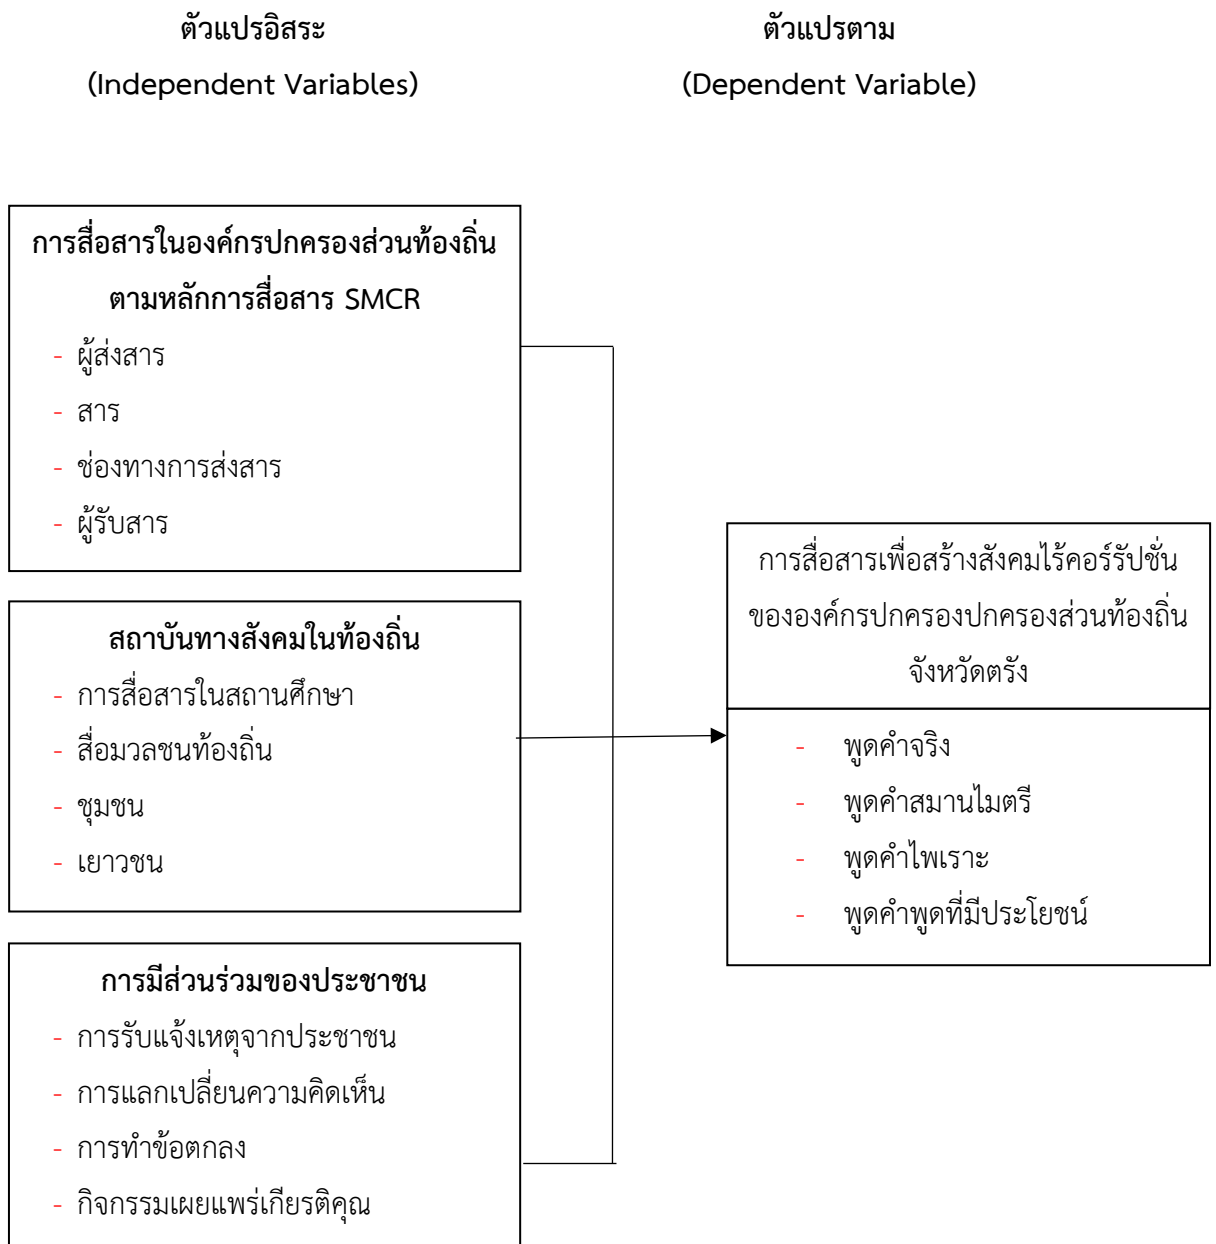 ตัวแปรอิสระ
(Independent Variables)
ตัวแปรตาม
(Dependent Variable)
การสื่อสารในองค์กรปกครองส่วนท้องถิ่น
ตามหลักการสื่อสาร SMCR
- ผู้ส่งสาร
- สาร
- ช่องทางการส่งสาร
- ผู้รับสาร
สถาบันทางสังคมในท้องถิ่น
- การสื่อสารในสถานศึกษา
- สื่อมวลชนท้องถิ่น
- ชุมชน
- เยาวชน
การมีส่วนร่วมของประชาชน
- การรับแจ้งเหตุจากประชาชน
- การแลกเปลี่ยนความคิดเห็น
- การทำข้อตกลง
- กิจกรรมเผยแพร่เกียรติคุณ
การสื่อสารเพื่อสร้างสังคมไร้คอร์รัปชั่น
ขององค์กรปกครองปกครองส่วนท้องถิ่น
จังหวัดตรัง
- พูดคำจริง
- พูดคำสมานไมตรี
- พูดคำไพเราะ
- พูดคำพูดที่มีประโยชน์